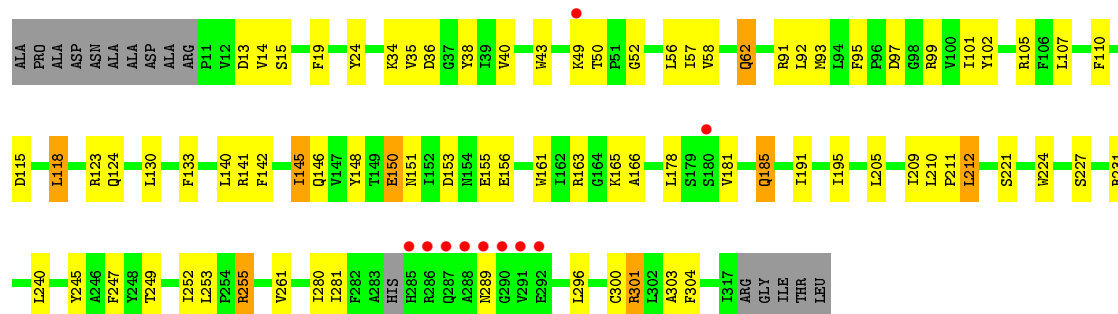 ALA PRO ALA ASP ASN ALA ALA ASP ALA ARG P11 V12 D13 V14 S15 F19 Y24 K34 V35 D36 G37 Y38 I39 V40 W43 K49 T50 P51 G52 L56 I57 V58 Q62 R91 L92 M93 L94 F95 P96 D97 G98 R99 V100 I101 Y102 R105 F106 L107 F110
D115 L118 R123 Q124 L130 F133 L140 R141 F142 I145 Q146 V147 Y148 T149 E150 N151 I152 D153 N154 E155 E156 W161 I162 R163 G164 K165 A166 L178 S179 S180 V181 Q185 I191 I195 L205 I209 L210 P211 L212 S221 W224 S227
L240 Y245 A246 F247 Y248 T249 I252 L253 P254 R255 V261 I280 I281 F282 A283 HIS H285 R286 Q287 A288 N289 G290 V291 E292 L296 C300 R301 L302 A303 F304 I317 ARG GLY ILE THR LEU